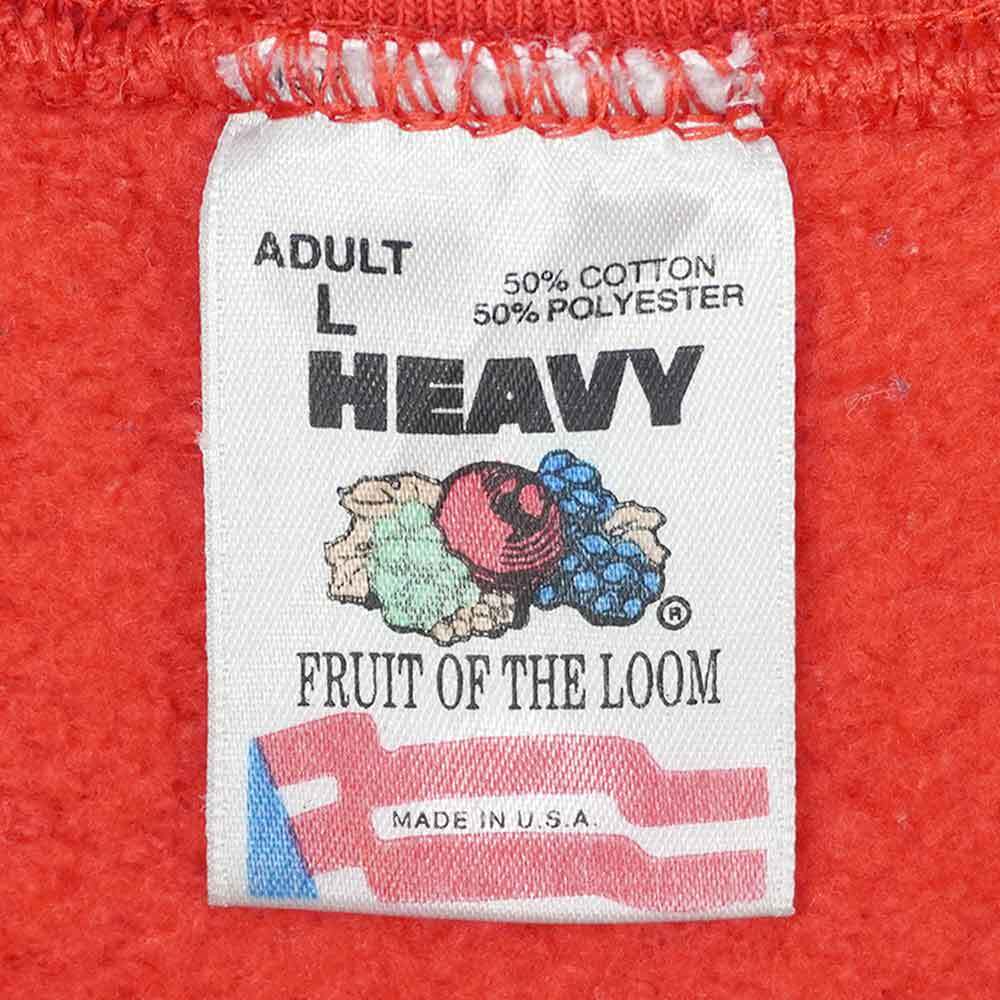 ADULT
L
50% COTTON
50% POLYESTER
HEAVY
®
FRUIT OF THE LOOM
MADE IN U.S.A.